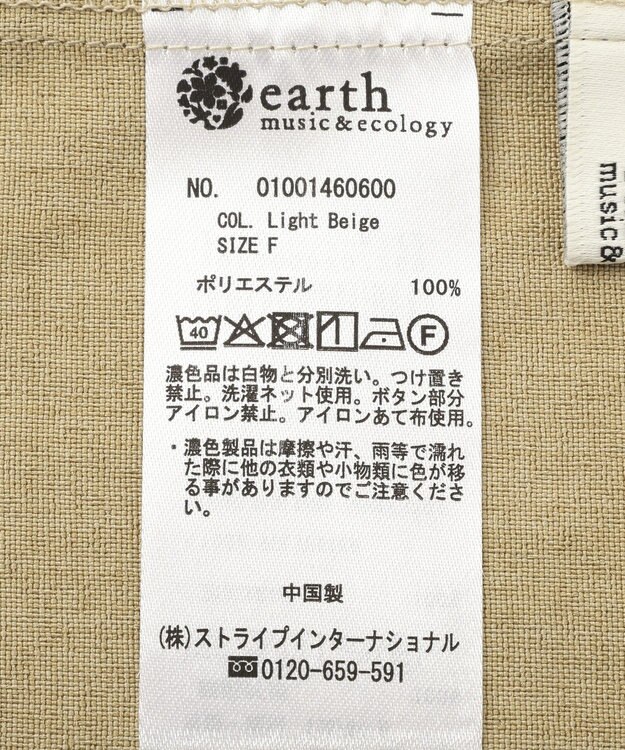 earth
music&ecology
NO. 01001460600
COL. Light Beige
SIZE F
ポリエステル 100%
40 F
濃色品は白物と分別洗い。つけ置き
禁止。洗濯ネット使用。ボタン部分
アイロン禁止。アイロンあて布使用。
・濃色製品は摩擦や汗、雨等で濡れ
た際に他の衣類や小物類に色が移
る事がありますのでご注意くださ
い。
中国製
(株)ストライプインターナショナル
0120-659-591
music&